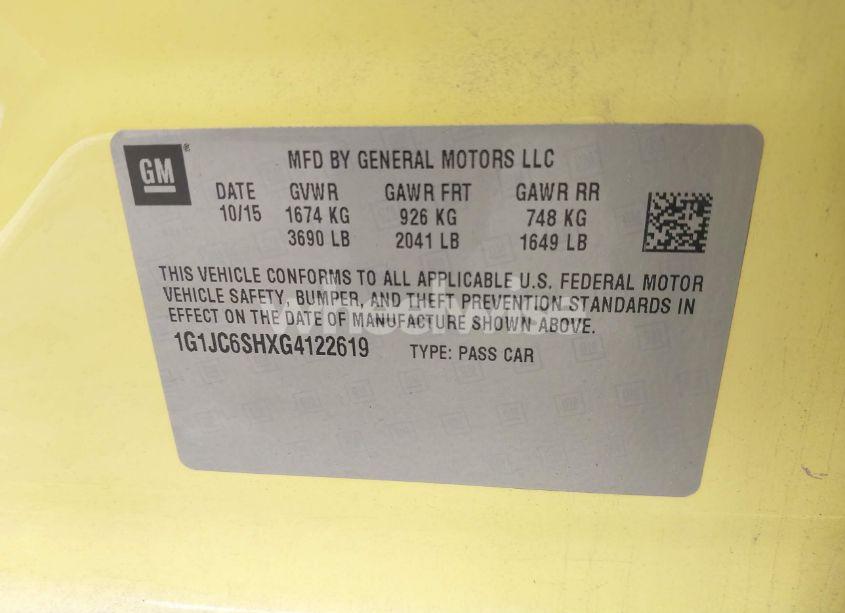 GM ®
MFD BY GENERAL MOTORS LLC
DATE GVWR GAWR FRT GAWR RR
10/15 1674 KG 926 KG 748 KG
3690 LB 2041 LB 1649 LB
THIS VEHICLE CONFORMS TO ALL APPLICABLE U.S. FEDERAL MOTOR
VEHICLE SAFETY, BUMPER, AND THEFT PREVENTION STANDARDS IN
EFFECT ON THE DATE OF MANUFACTURE SHOWN ABOVE.
1G1JC6SHXG4122619 TYPE: PASS CAR